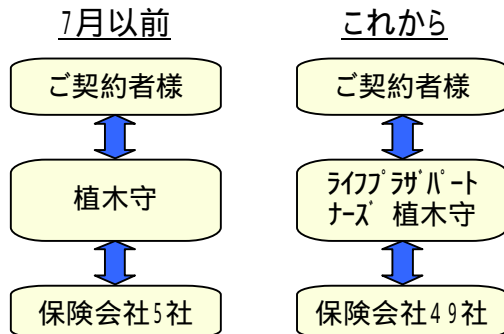 7月以前
ご契約者様
植木守
保険会社5社
これから
ご契約者様
ﾗｲﾌﾌﾟﾗｻﾞﾊﾟｰﾄ
ﾅｰｽﾞ 植木守
保険会社49社